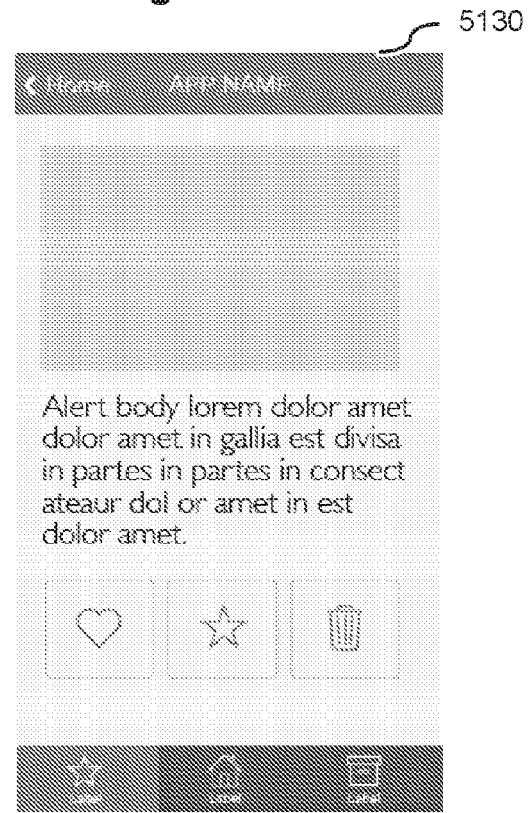 5130
Home APP NAME
Alert body lorem dolor amet
dolor amet in gallia est divisa
in partes in partes in consect
ateaur dol or amet in est
dolor amet.